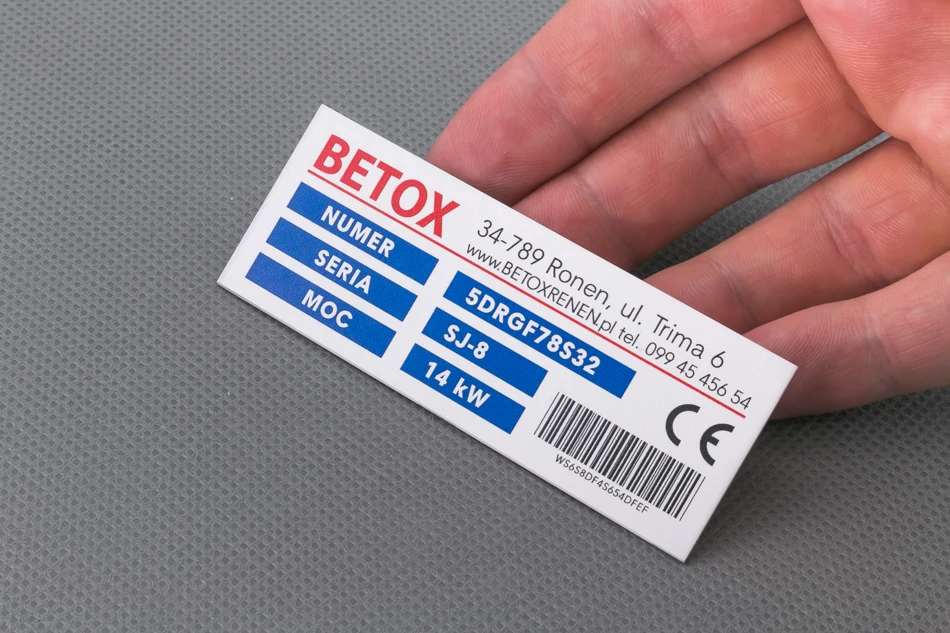 BETOX
34-789 Ronen, ul. Trima 6
www.BETOXRENEN.pl tel. 099 45 456 54
NUMER 5DRGF78S32
SERIA SJ-8
MOC 14 kW
CE
WS6S8DF4S654DFEF